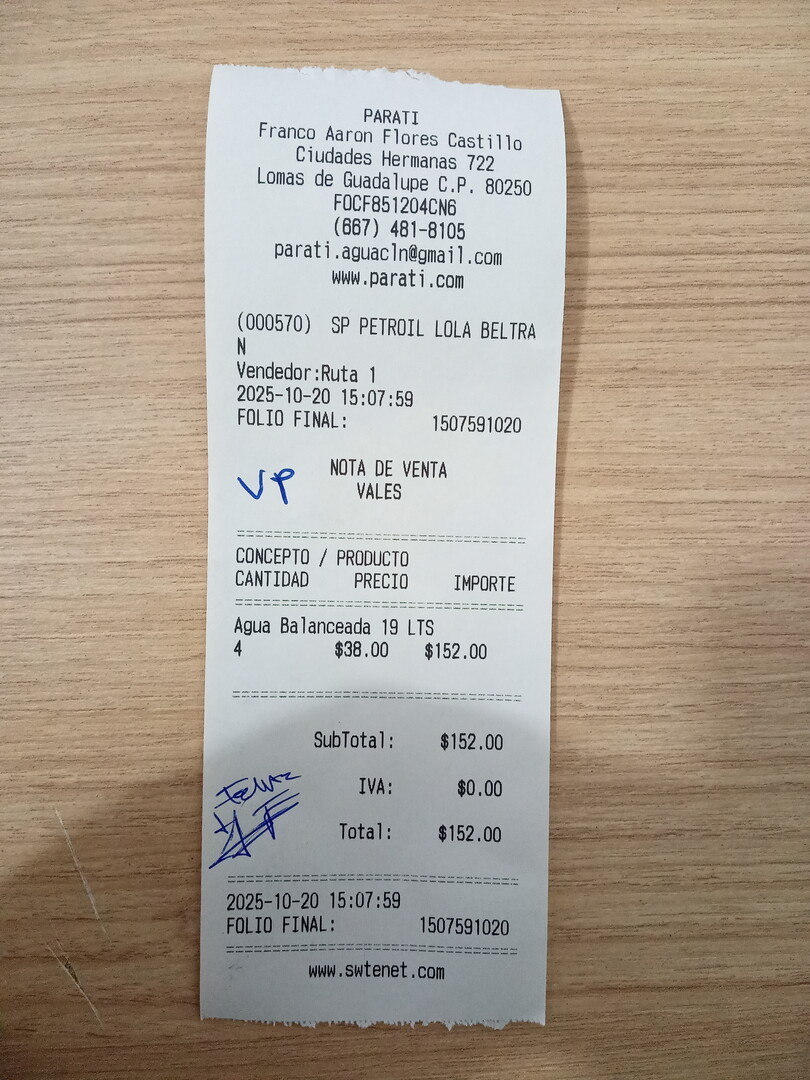 PARATI
Franco Aaron Flores Castillo
Ciudades Hermanas 722
Lomas de Guadalupe C.P. 80250
FOCF851204CN6
(667) 481-8105
parati.aguacln@gmail.com
www.parati.com
(000570) SP PETROIL LOLA BELTRA
N
Vendedor:Ruta 1
2025-10-20 15:07:59
FOLIO FINAL: 1507591020
NOTA DE VENTA
VP VALES
CONCEPTO / PRODUCTO
CANTIDAD PRECIO IMPORTE
Agua Balanceada 19 LTS
4 $38.00 $152.00
SubTotal: $152.00
IVA: $0.00
Total: $152.00
2025-10-20 15:07:59
FOLIO FINAL: 1507591020
www.swtenet.com